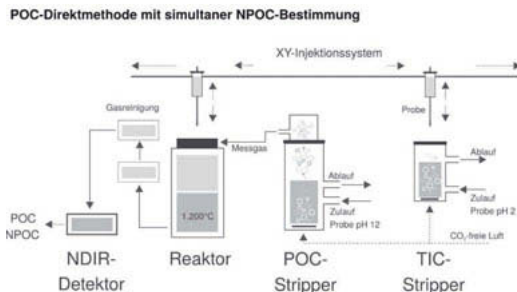 POC-Direktmethode mit simultaner NPOC-Bestimmung
XY-Injektionssystem
Gasreinigung
Probe
Messgas
Ablauf
Ablauf
1.200°C
Zulauf
Probe pH 12
Zulauf
Probe pH 2
POC
NPOC
CO₂-freie Luft
NDIR-
Detektor
Reaktor
POC-
Stripper
TIC-
Stripper